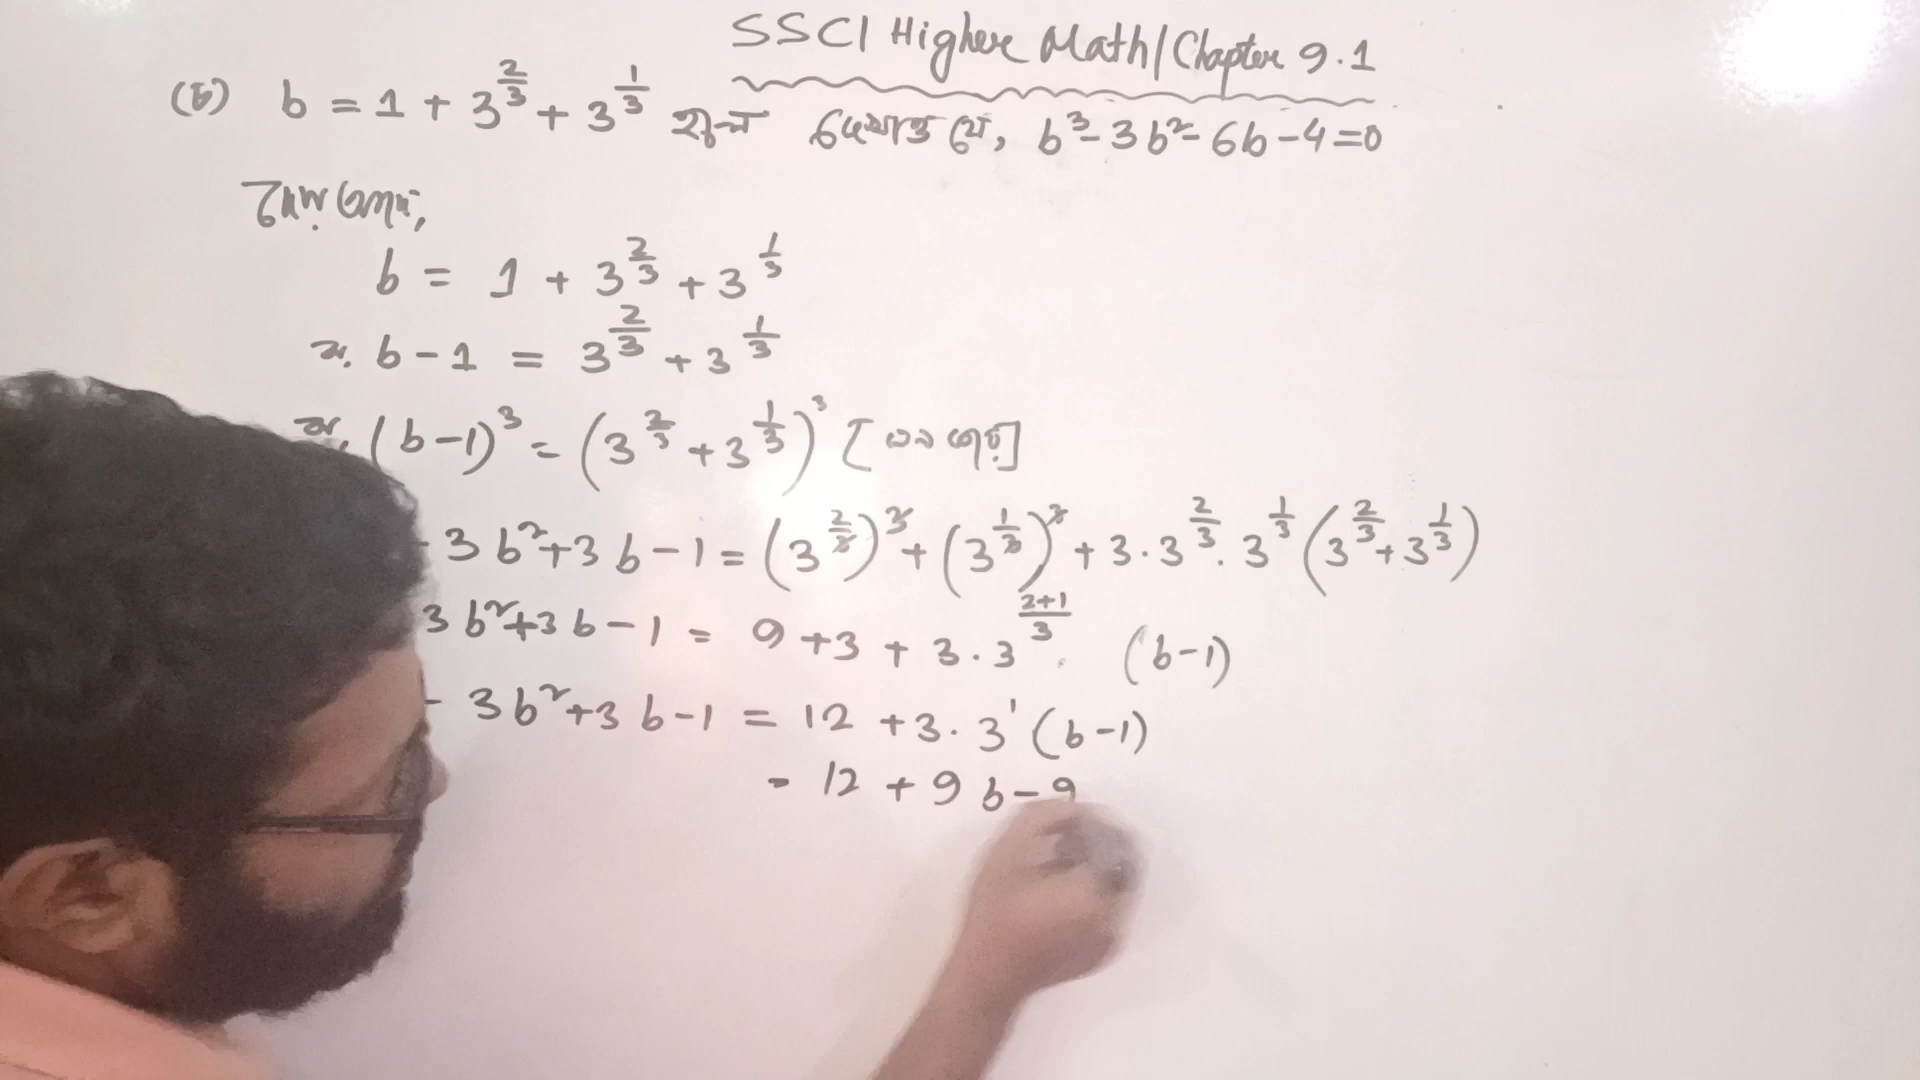 SSC| Higher Math/Chapter 9.1
(চ) b = 1 + 3^{2/3} + 3^{1/3} হলে দেখাও যে, b³ - 3b² - 6b - 4 = 0
দেওয়া আছে,
b = 1 + 3^{2/3} + 3^{1/3}
বা, b - 1 = 3^{2/3} + 3^{1/3}
বা, (b-1)³ = (3^{2/3} + 3^{1/3})³ [ঘন করে]
- 3b² + 3b - 1 = (3^{2/3})³ + (3^{1/3})³ + 3 . 3^{2/3} . 3^{1/3} (3^{2/3} + 3^{1/3})
3b² + 3b - 1 = 9 + 3 + 3 . 3^{(2+1)/3} . (b-1)
- 3b² + 3b - 1 = 12 + 3 . 3^1 (b-1)
= 12 + 9b - 9